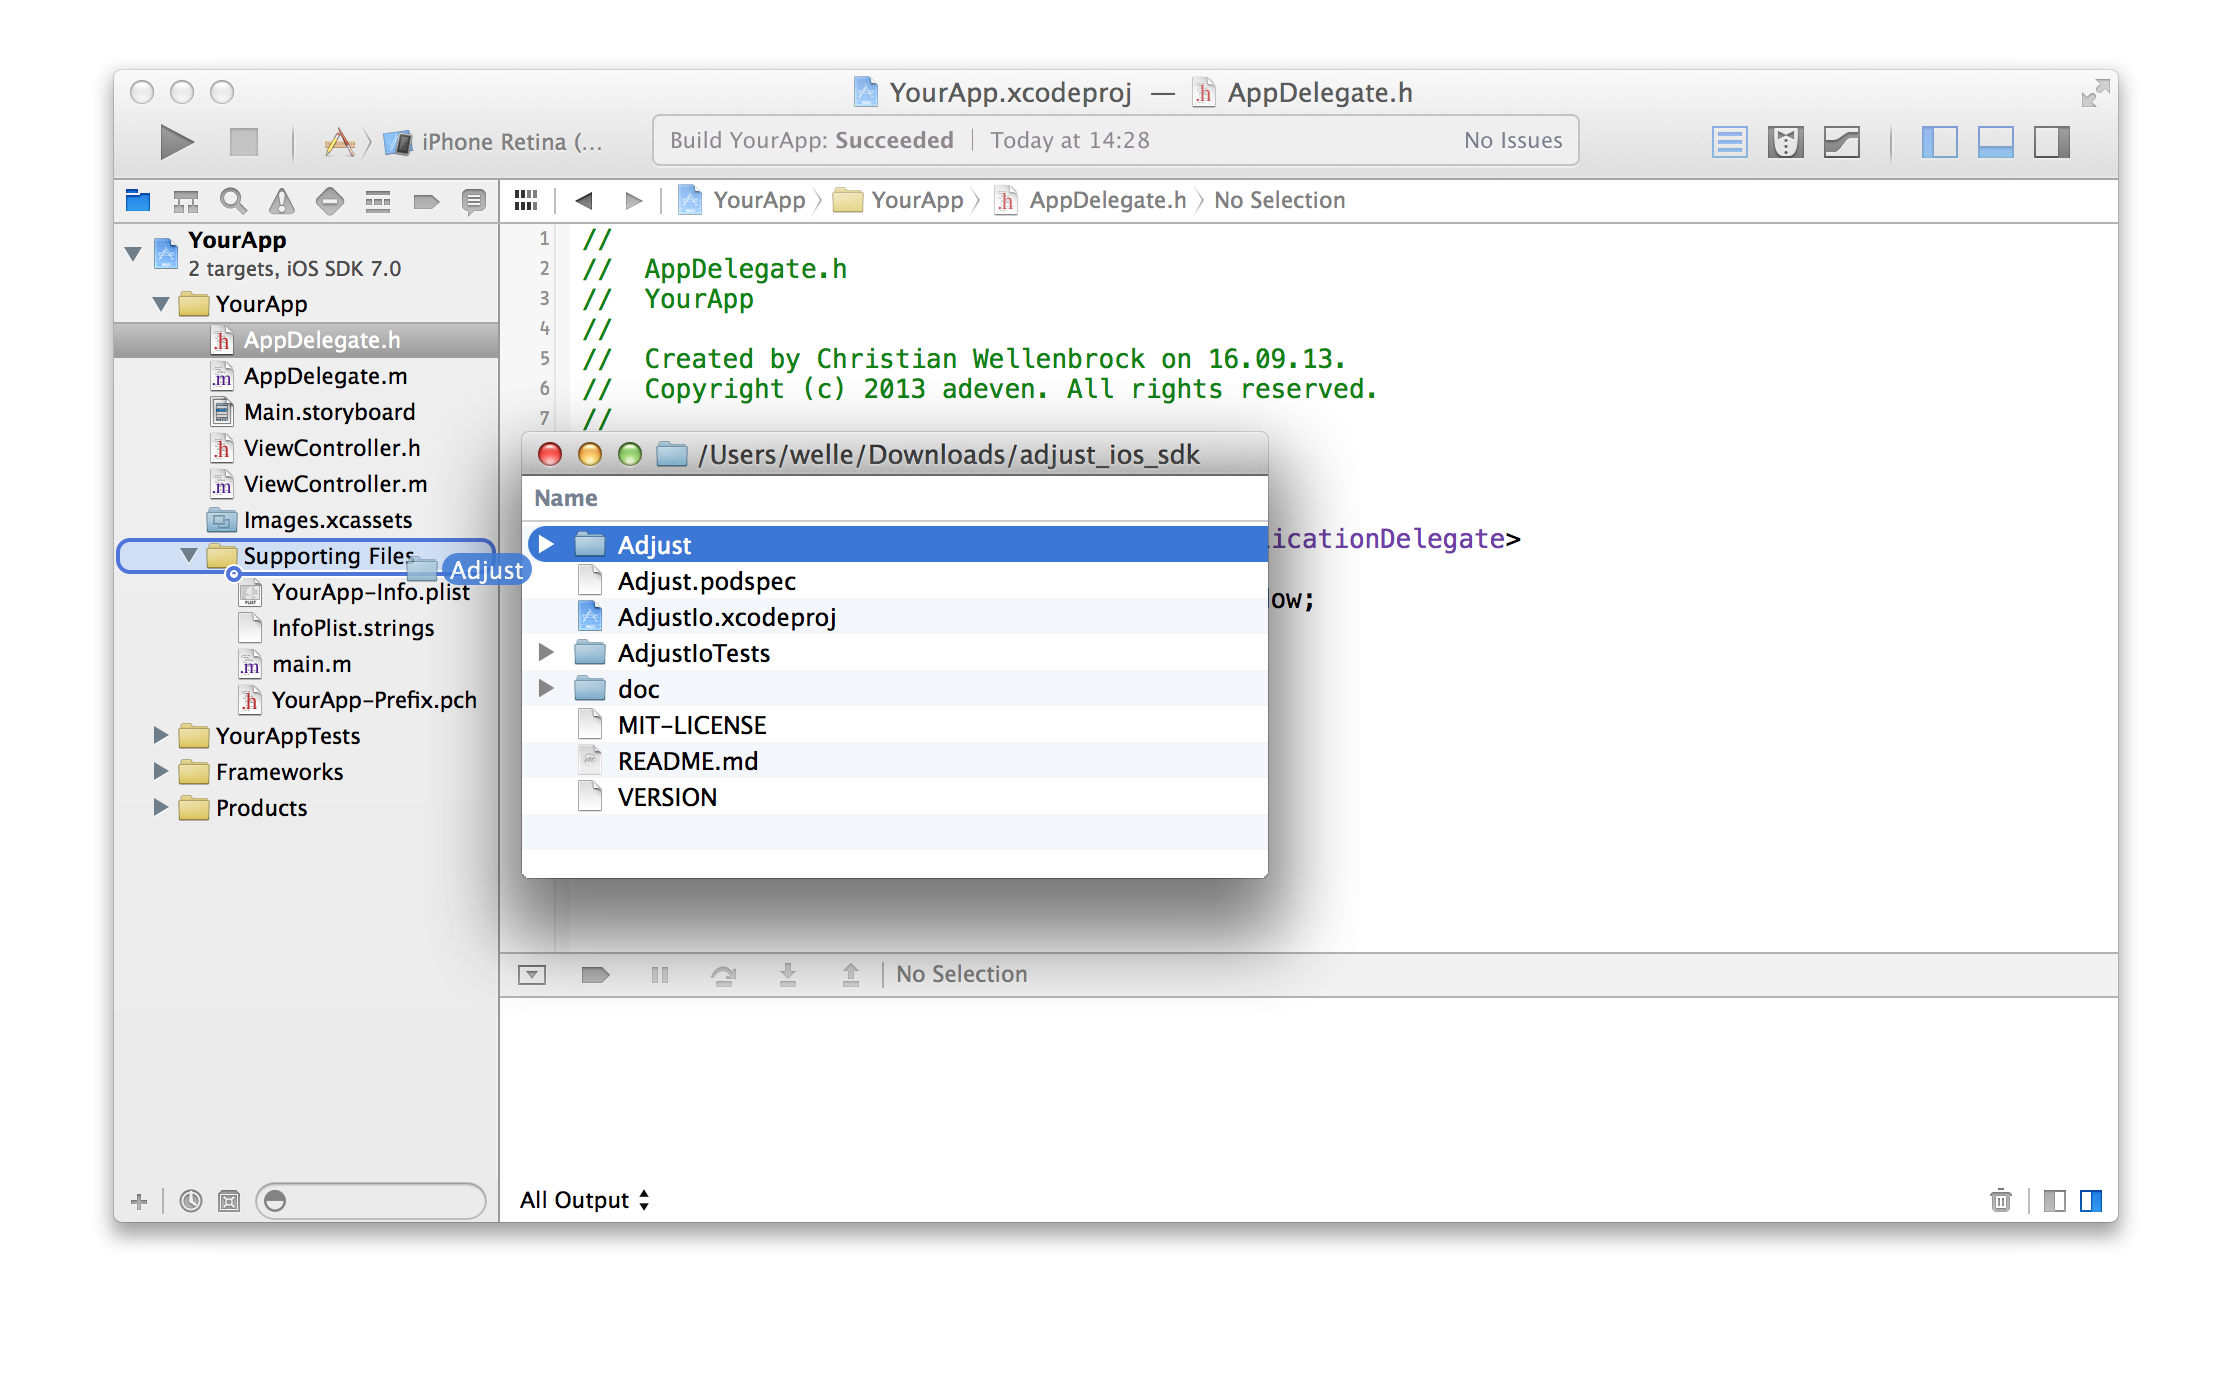 YourApp.xcodeproj — AppDelegate.h
iPhone Retina (...
Build YourApp: Succeeded | Today at 14:28
No Issues
YourApp
YourApp
AppDelegate.h
No Selection
YourApp
2 targets, iOS SDK 7.0
YourApp
AppDelegate.h
AppDelegate.m
Main.storyboard
ViewController.h
ViewController.m
Images.xcassets
Supporting Files
Adjust
YourApp-Info.plist
InfoPlist.strings
main.m
YourApp-Prefix.pch
YourAppTests
Frameworks
Products
1 //
2 // AppDelegate.h
3 // YourApp
4 //
5 // Created by Christian Wellenbrock on 16.09.13.
6 // Copyright (c) 2013 adeven. All rights reserved.
7 //
icationDelegate>
ow;
/Users/welle/Downloads/adjust_ios_sdk
Name
Adjust
Adjust.podspec
AdjustIo.xcodeproj
AdjustIoTests
doc
MIT-LICENSE
README.md
VERSION
No Selection
All Output